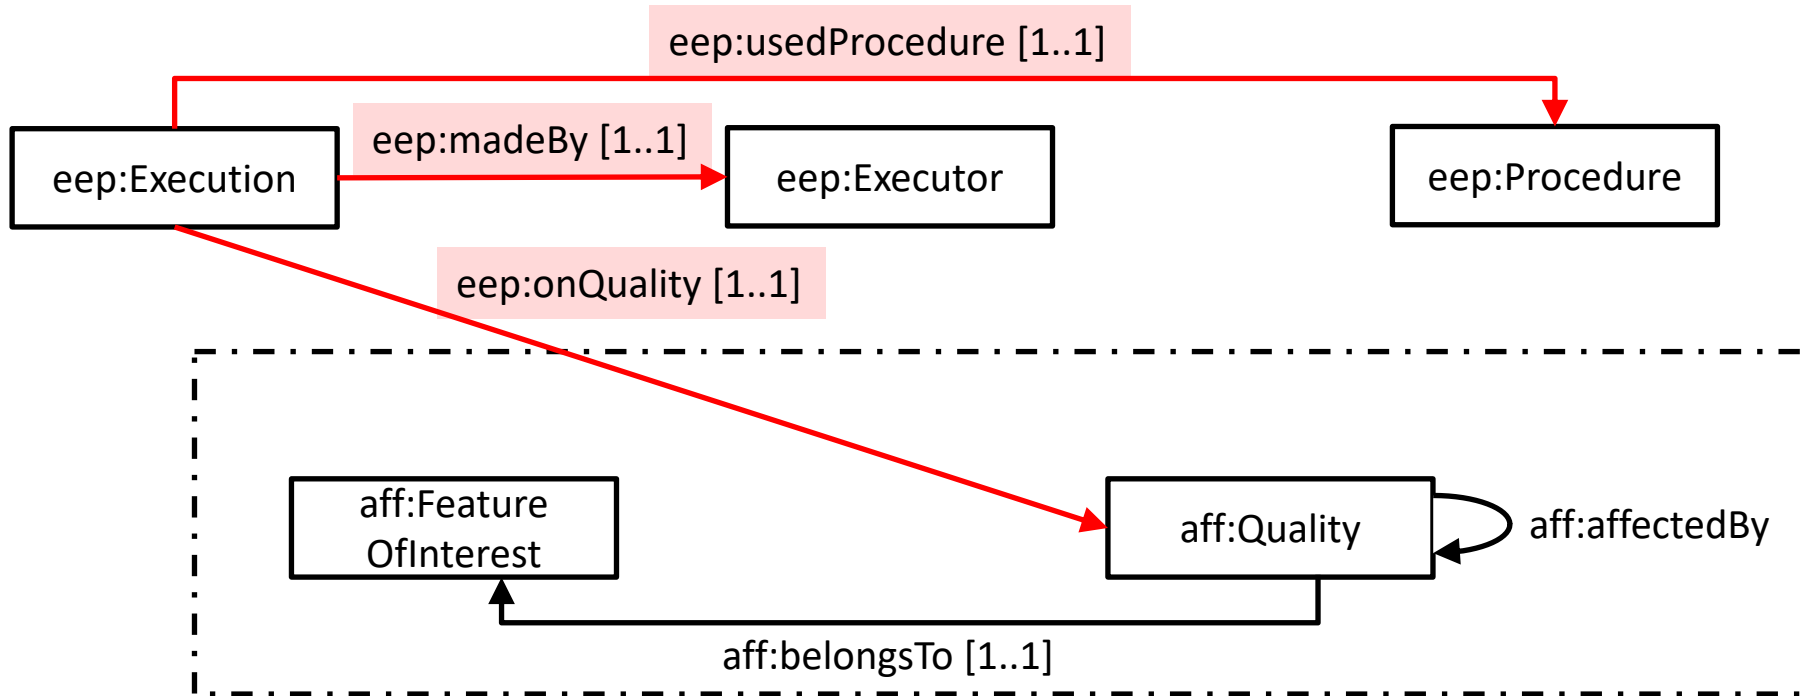 eep:usedProcedure [1..1]
eep:madeBy [1..1]
eep:Execution
eep:Executor
eep:Procedure
eep:onQuality [1..1]
aff:Feature
OfInterest
aff:Quality
aff:affectedBy
aff:belongsTo [1..1]